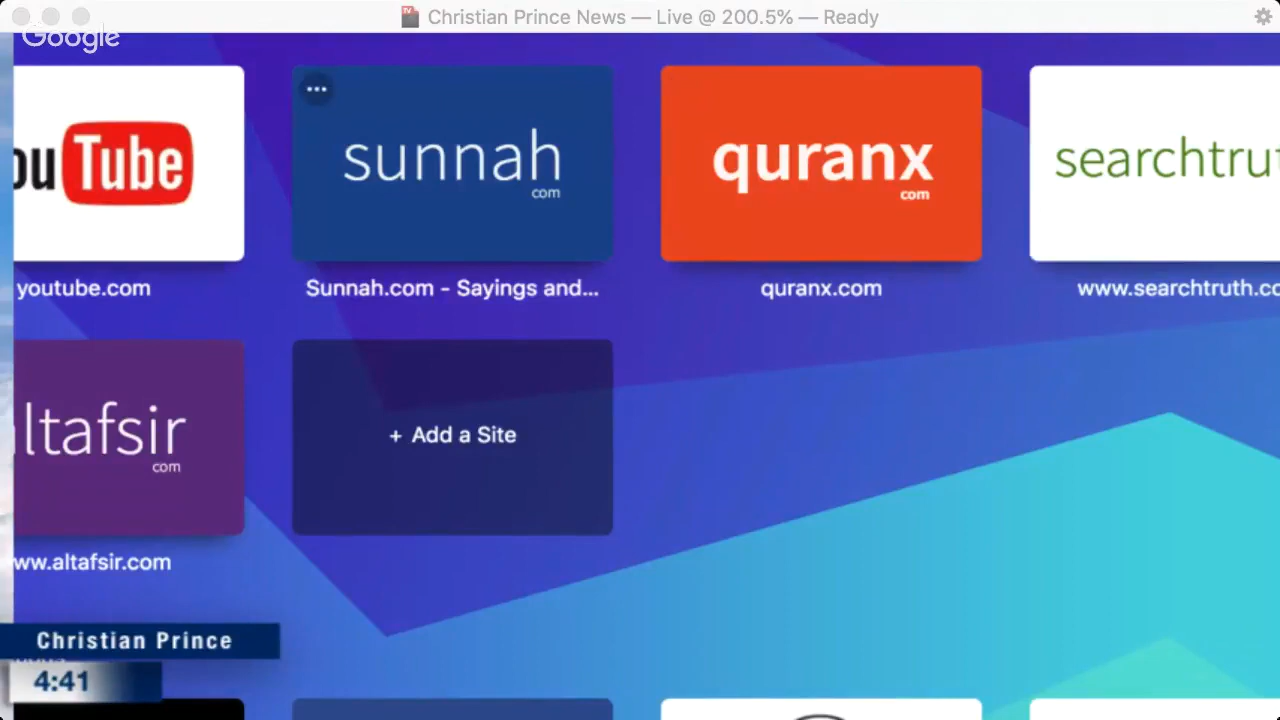 Christian Prince News — Live @ 200.5% — Ready
Google
ouTube
sunnah
com
quranx
com
searchtrut
youtube.com
Sunnah.com - Sayings and...
quranx.com
www.searchtruth.co
ltafsir
com
+ Add a Site
ww.altafsir.com
Christian Prince
4:41